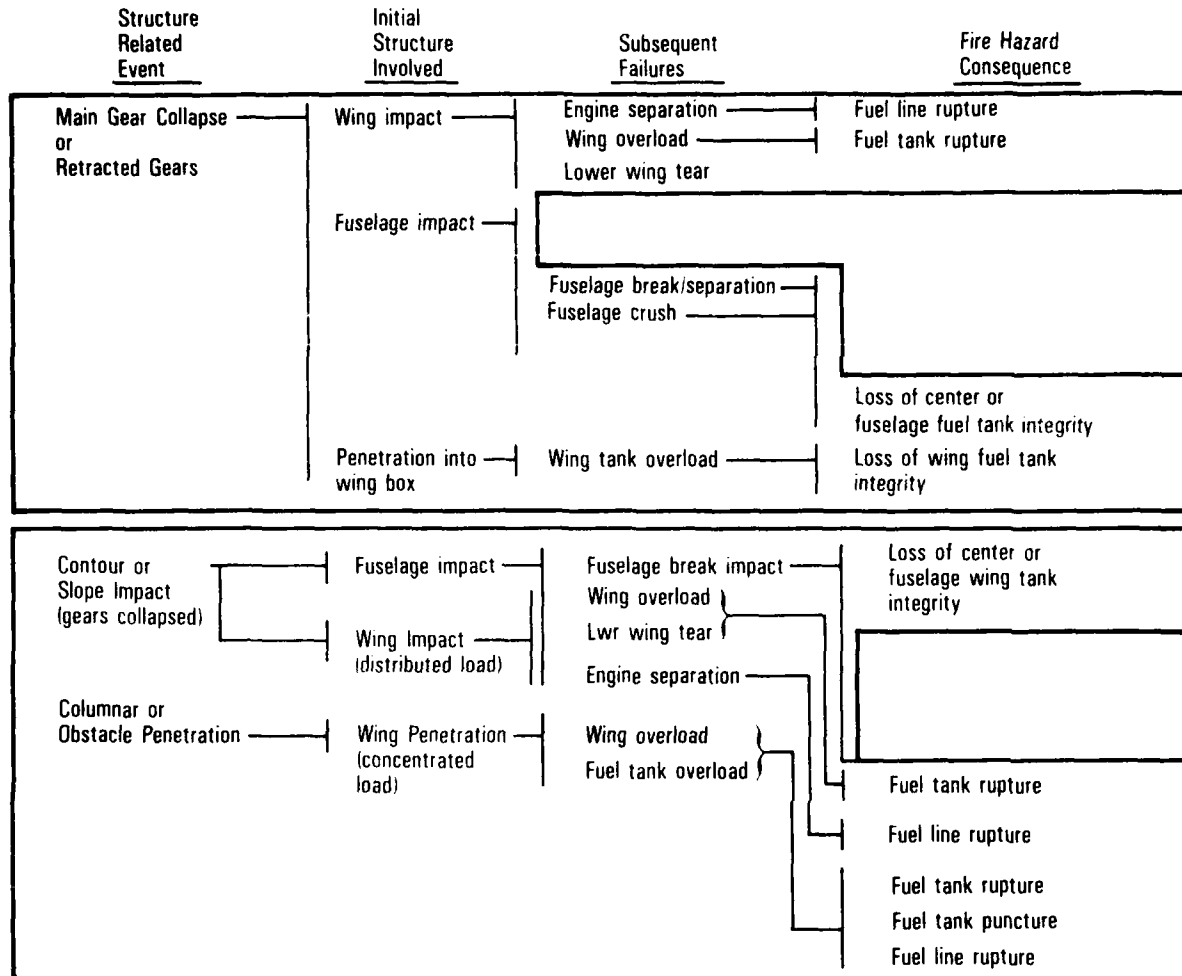 Structure
Related
Event
Initial
Structure
Involved
Subsequent
Failures
Fire Hazard
Consequence
Main Gear Collapse
or
Retracted Gears
Wing impact
Engine separation
Fuel line rupture
Wing overload
Fuel tank rupture
Lower wing tear
Fuselage impact
Fuselage break/separation
Fuselage crush
Loss of center or
fuselage fuel tank integrity
Penetration into
wing box
Wing tank overload
Loss of wing fuel tank
integrity
Contour or
Slope Impact
(gears collapsed)
Fuselage impact
Wing Impact
(distributed load)
Fuselage break impact
Wing overload
Lwr wing tear
Engine separation
Loss of center or
fuselage wing tank
integrity
Columnar or
Obstacle Penetration
Wing Penetration
(concentrated
load)
Wing overload
Fuel tank overload
Fuel tank rupture
Fuel line rupture
Fuel tank rupture
Fuel tank puncture
Fuel line rupture